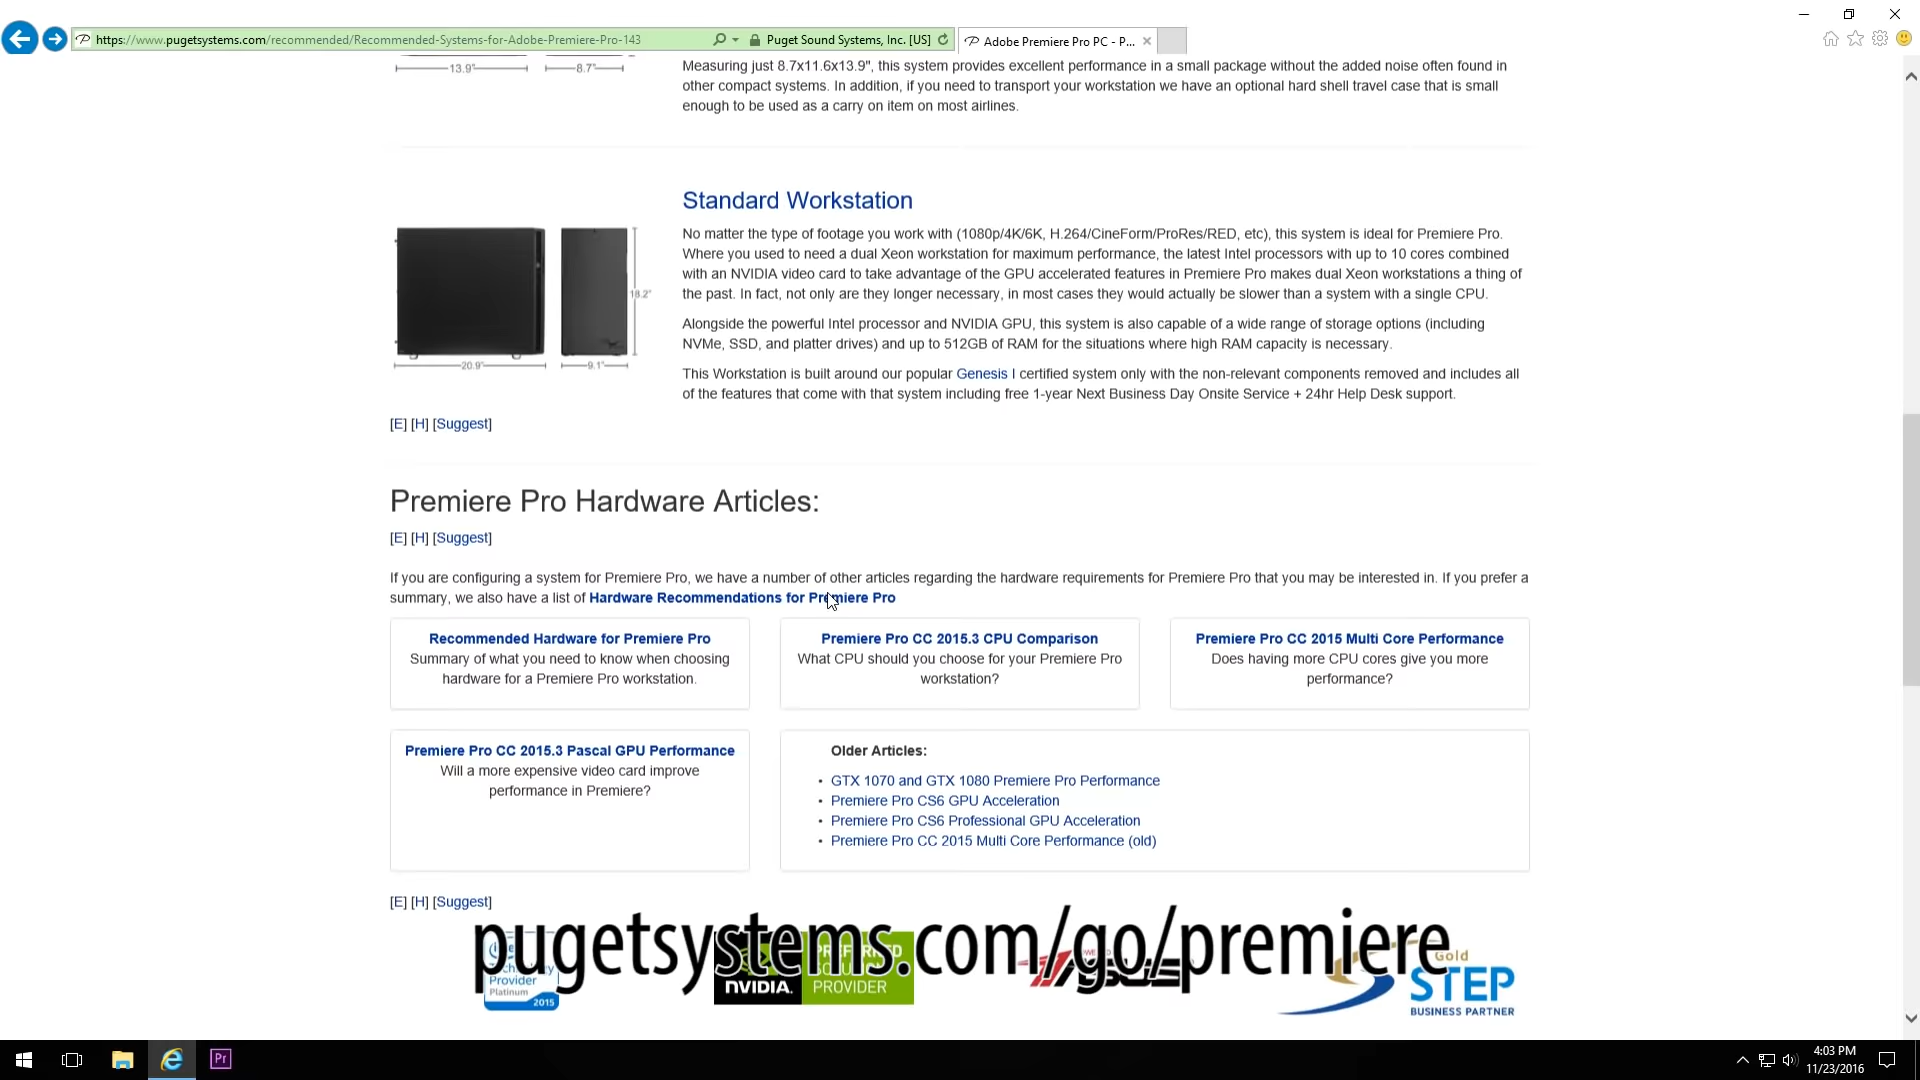 https://www.pugetsystems.com/recommended/Recommended-Systems-for-Adobe-Premiere-Pro-143
Puget Sound Systems, Inc. [US]
Adobe Premiere Pro PC - P...
13.9"
8.7"
Measuring just 8.7x11.6x13.9", this system provides excellent performance in a small package without the added noise often found in
other compact systems. In addition, if you need to transport your workstation we have an optional hard shell travel case that is small
enough to be used as a carry on item on most airlines.
Standard Workstation
No matter the type of footage you work with (1080p/4K/6K, H.264/CineForm/ProRes/RED, etc), this system is ideal for Premiere Pro.
Where you used to need a dual Xeon workstation for maximum performance, the latest Intel processors with up to 10 cores combined
with an NVIDIA video card to take advantage of the GPU accelerated features in Premiere Pro makes dual Xeon workstations a thing of
the past. In fact, not only are they longer necessary, in most cases they would actually be slower than a system with a single CPU.
18.2"
20.9"
9.1"
Alongside the powerful Intel processor and NVIDIA GPU, this system is also capable of a wide range of storage options (including
NVMe, SSD, and platter drives) and up to 512GB of RAM for the situations where high RAM capacity is necessary.
This Workstation is built around our popular Genesis I certified system only with the non-relevant components removed and includes all
of the features that come with that system including free 1-year Next Business Day Onsite Service + 24hr Help Desk support.
[E] [H] [Suggest]
Premiere Pro Hardware Articles:
[E] [H] [Suggest]
If you are configuring a system for Premiere Pro, we have a number of other articles regarding the hardware requirements for Premiere Pro that you may be interested in. If you prefer a
summary, we also have a list of Hardware Recommendations for Premiere Pro
Recommended Hardware for Premiere Pro
Summary of what you need to know when choosing
hardware for a Premiere Pro workstation.
Premiere Pro CC 2015.3 CPU Comparison
What CPU should you choose for your Premiere Pro
workstation?
Premiere Pro CC 2015 Multi Core Performance
Does having more CPU cores give you more
performance?
Premiere Pro CC 2015.3 Pascal GPU Performance
Will a more expensive video card improve
performance in Premiere?
Older Articles:
• GTX 1070 and GTX 1080 Premiere Pro Performance
• Premiere Pro CS6 GPU Acceleration
• Premiere Pro CS6 Professional GPU Acceleration
• Premiere Pro CC 2015 Multi Core Performance (old)
[E] [H] [Suggest]
pugetsystems.com/go/premiere
Provider
Platinum
2015
NVIDIA.
PROVIDER
Gold
STEP
BUSINESS PARTNER
Pr
4:03 PM
11/23/2016